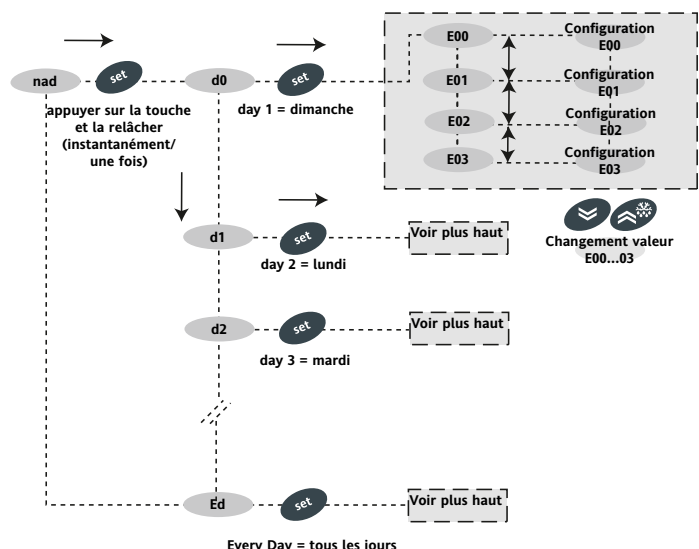 nad
set
d0
set
E00
Configuration
E00
E01
Configuration
E01
E02
Configuration
E02
E03
Configuration
E03
appuyer sur la touche
et la relâcher
(instantanément/
une fois)
day 1 = dimanche
Changement valeur
E00...03
d1
set
Voir plus haut
day 2 = lundi
d2
set
Voir plus haut
day 3 = mardi
Ed
set
Voir plus haut
Every Day = tous les jours